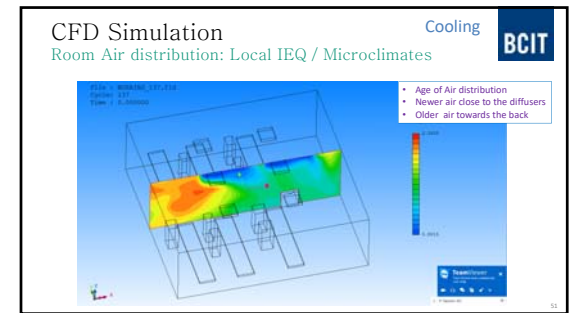 CFD Simulation
Cooling
BCIT
Room Air distribution: Local IEQ / Microclimates
• Age of Air distribution
• Newer air close to the diffusers
• Older air towards the back
TeamViewer
51